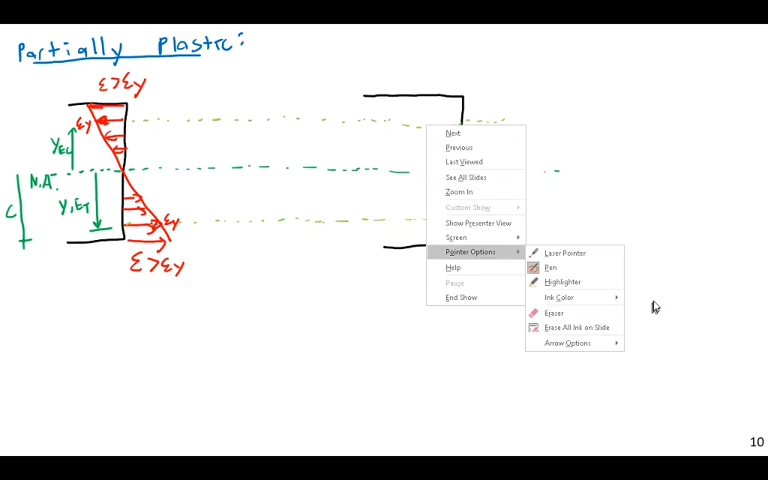 Partially Plastic:
ε>εy
εy
yEC
N.A.
y,ET
C
εy
ε>εy
Next
Previous
Last Viewed
See All Slides
Zoom In
Custom Show
Show Presenter View
Screen
Pointer Options
Help
Pause
End Show
Laser Pointer
Pen
Highlighter
Ink Color
Eraser
Erase All Ink on Slide
Arrow Options
10